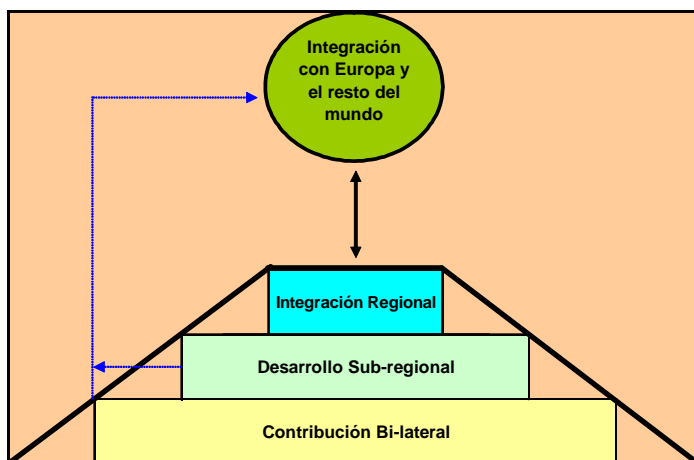 Integración
con Europa y
el resto del
mundo
Integración Regional
Desarrollo Sub-regional
Contribución Bi-lateral